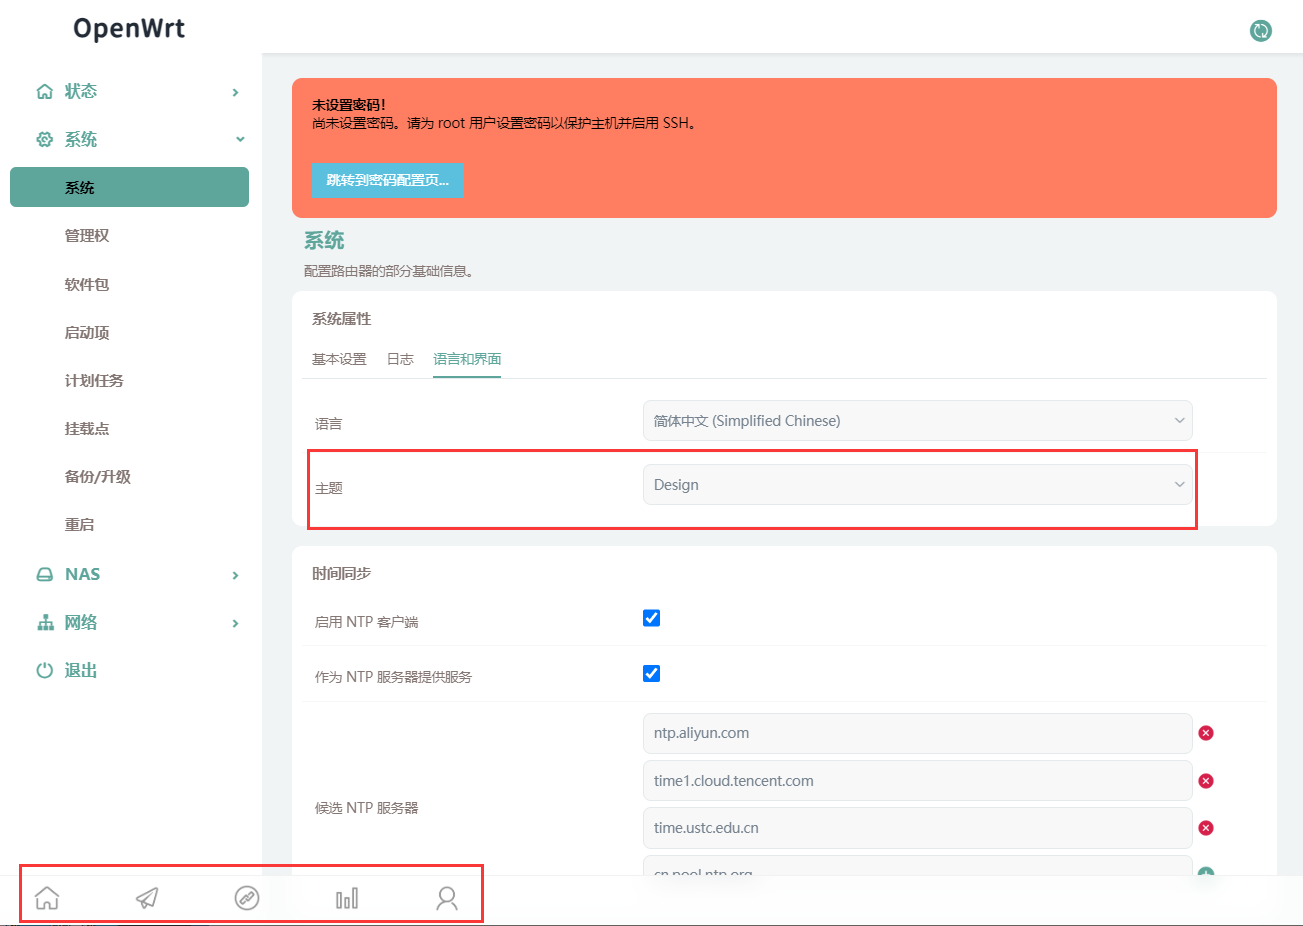 OpenWrt
状态
系统
系统
管理权
软件包
启动项
计划任务
挂载点
备份/升级
重启
NAS
网络
退出
未设置密码！
尚未设置密码。请为 root 用户设置密码以保护主机并启用 SSH。
跳转到密码配置页...
系统
配置路由器的部分基础信息。
系统属性
基本设置 日志 语言和界面
语言 简体中文 (Simplified Chinese)
主题 Design
时间同步
启用 NTP 客户端
作为 NTP 服务器提供服务
候选 NTP 服务器
ntp.aliyun.com
time1.cloud.tencent.com
time.ustc.edu.cn
cn.pool.ntp.org